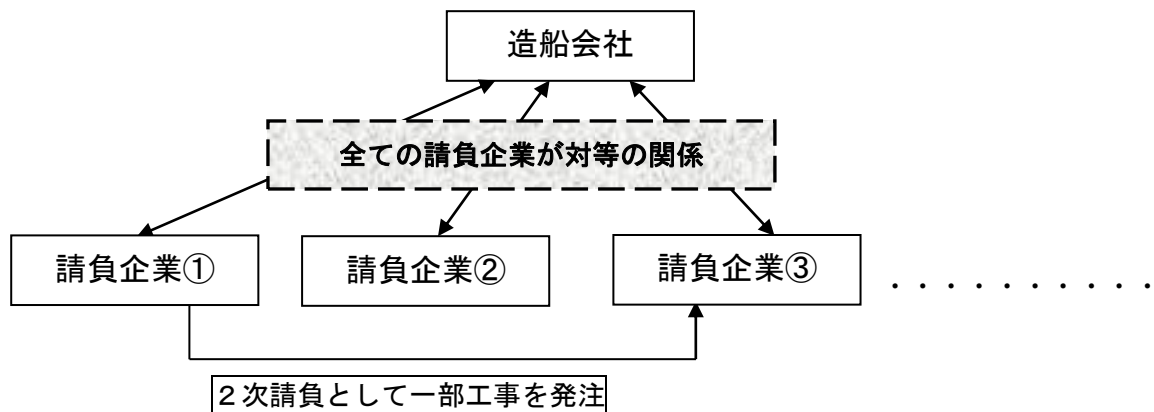 造船会社
全ての請負企業が対等の関係
請負企業①
請負企業②
請負企業③
・・・・・・・・・・
２次請負として一部工事を発注